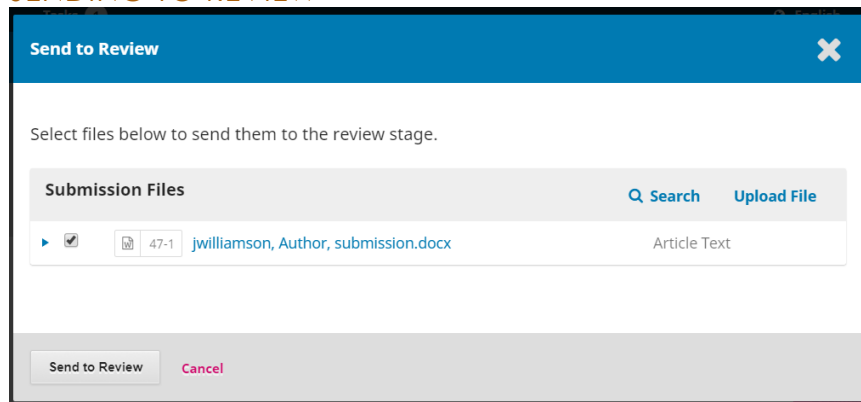 Send to Review
Select files below to send them to the review stage.
Submission Files
Search Upload File
47-1 jwilliamson, Author, submission.docx Article Text
Send to Review Cancel